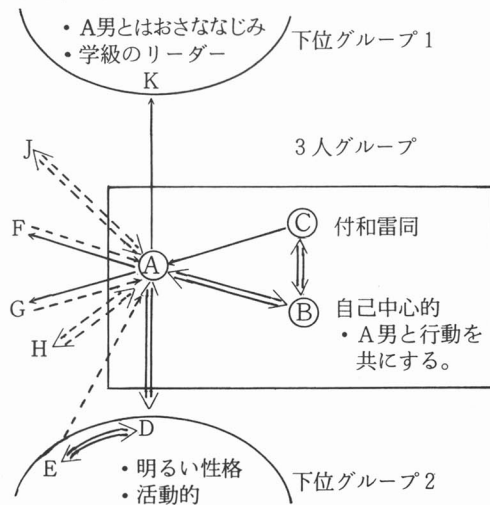 ・A男とはおさななじみ
・学級のリーダー
下位グループ1
K
3人グループ
J
F
C
付和雷同
A
G
B
自己中心的
・A男と行動を
共にする。
H
D
E
・明るい性格
・活動的
下位グループ2